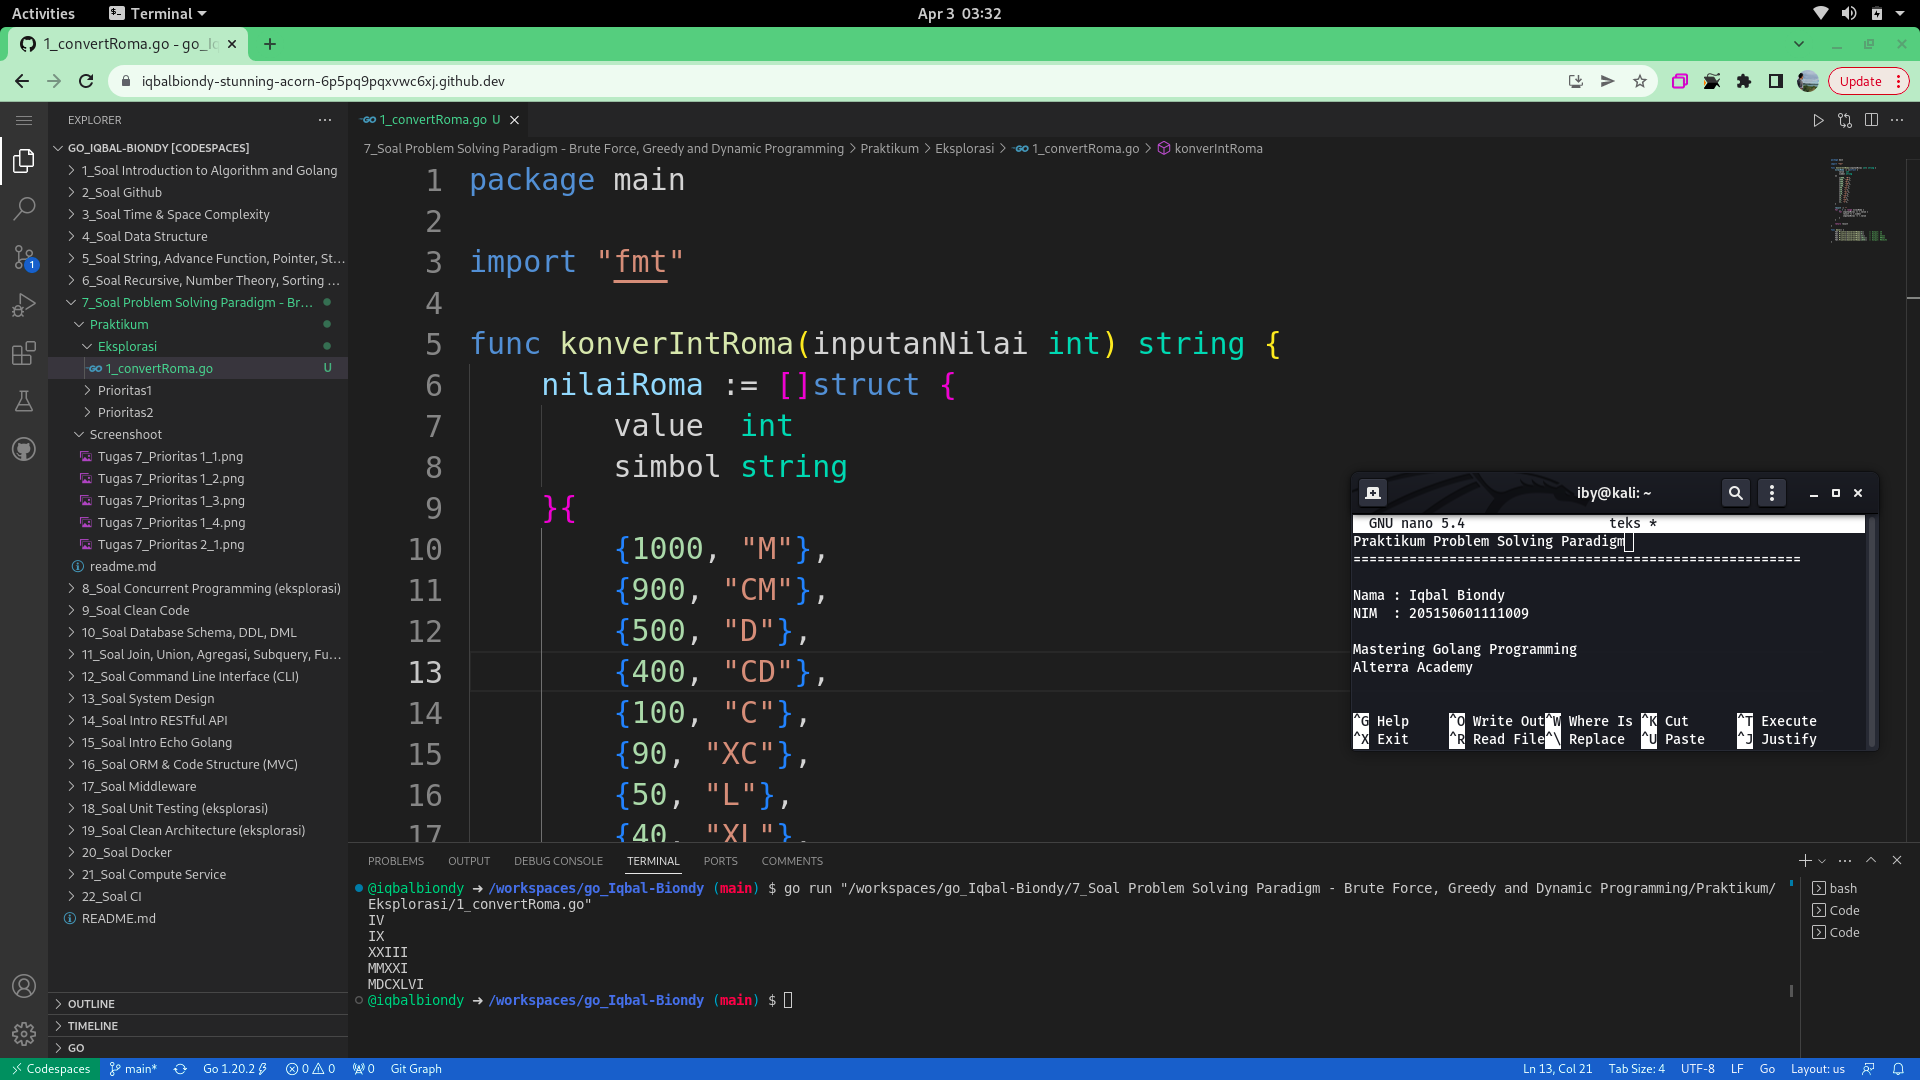 Activities
Terminal
Apr 3 03:32
1_convertRoma.go - go_Iq
iqbalbiondy-stunning-acorn-6p5pq9pqxvwc6xj.github.dev
Update
EXPLORER
GO_IQBAL-BIONDY [CODESPACES]
1_Soal Introduction to Algorithm and Golang
2_Soal Github
3_Soal Time & Space Complexity
4_Soal Data Structure
5_Soal String, Advance Function, Pointer, St...
6_Soal Recursive, Number Theory, Sorting ...
7_Soal Problem Solving Paradigm - Br...
Praktikum
Eksplorasi
1_convertRoma.go U
Prioritas1
Prioritas2
Screenshoot
Tugas 7_Prioritas 1_1.png
Tugas 7_Prioritas 1_2.png
Tugas 7_Prioritas 1_3.png
Tugas 7_Prioritas 1_4.png
Tugas 7_Prioritas 2_1.png
readme.md
8_Soal Concurrent Programming (eksplorasi)
9_Soal Clean Code
10_Soal Database Schema, DDL, DML
11_Soal Join, Union, Agregasi, Subquery, Fu...
12_Soal Command Line Interface (CLI)
13_Soal System Design
14_Soal Intro RESTful API
15_Soal Intro Echo Golang
16_Soal ORM & Code Structure (MVC)
17_Soal Middleware
18_Soal Unit Testing (eksplorasi)
19_Soal Clean Architecture (eksplorasi)
20_Soal Docker
21_Soal Compute Service
22_Soal CI
README.md
OUTLINE
TIMELINE
GO
1
1_convertRoma.go U
7_Soal Problem Solving Paradigm - Brute Force, Greedy and Dynamic Programming > Praktikum > Eksplorasi > 1_convertRoma.go > konverIntRoma
1 package main
2
3 import "fmt"
4
5 func konverIntRoma(inputanNilai int) string {
6 nilaiRoma := []struct {
7 value int
8 simbol string
9 }{
10 {1000, "M"},
11 {900, "CM"},
12 {500, "D"},
13 {400, "CD"},
14 {100, "C"},
15 {90, "XC"},
16 {50, "L"},
17 {40, "XL"},
iby@kali: ~
GNU nano 5.4 teks *
Praktikum Problem Solving Paradigm
========================================================
Nama : Iqbal Biondy
NIM : 205150601111009
Mastering Golang Programming
Alterra Academy
^G Help ^O Write Out ^W Where Is ^K Cut ^T Execute
^X Exit ^R Read File ^\ Replace ^U Paste ^J Justify
PROBLEMS OUTPUT DEBUG CONSOLE TERMINAL PORTS COMMENTS
@iqbalbiondy ➜ /workspaces/go_Iqbal-Biondy (main) $ go run "/workspaces/go_Iqbal-Biondy/7_Soal Problem Solving Paradigm - Brute Force, Greedy and Dynamic Programming/Praktikum/
Eksplorasi/1_convertRoma.go"
IV
IX
XXIII
MMXXI
MDCXLVI
@iqbalbiondy ➜ /workspaces/go_Iqbal-Biondy (main) $
bash
Code
Code
Codespaces main* Go 1.20.2 0 0 0 Git Graph Ln 13, Col 21 Tab Size: 4 UTF-8 LF Go Layout: us